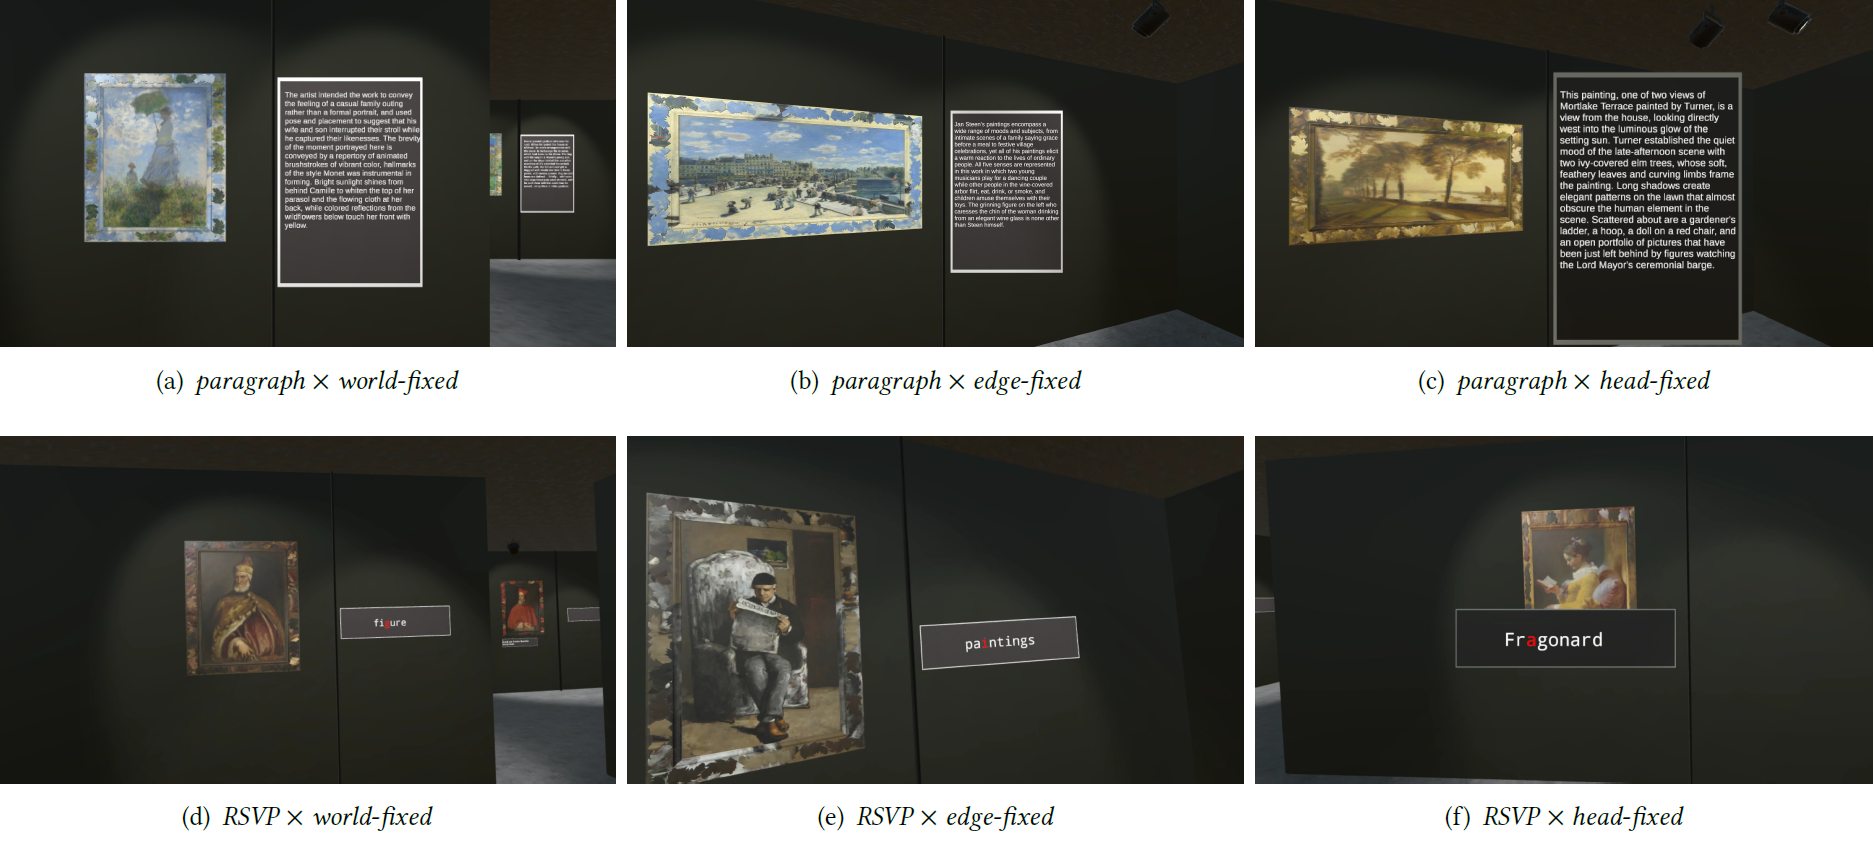 The artist intended the work to convey
the feeling of a casual family outing
rather than a formal portrait, and used
pose and placement to suggest that his
wife and son interrupted their stroll while
he captured their likenesses. The brevity
of the moment portrayed here is
conveyed by a repertory of animated
brushstrokes of vibrant color, hallmarks
of the style Monet was instrumental in
forming. Bright sunlight shines from
behind Camille to whiten the top of her
parasol and the flowing cloth at her
back, while colored reflections from the
wildflowers below touch her front with
yellow.
Jan Steen's paintings encompass a
wide range of moods and subjects, from
intimate scenes of a family saying grace
before a meal to festive village
celebrations, yet all of his paintings elicit
a warm reaction to the lives of ordinary
people. All five senses are represented
in this work in which two young
musicians play for a dancing couple
while other people in the vine-covered
arbor flirt, eat, drink, or smoke, and
children amuse themselves with their
toys. The grinning figure on the left who
caresses the chin of the woman drinking
from an elegant wine glass is none other
than Steen himself.
This painting, one of two views of
Mortlake Terrace painted by Turner, is a
view from the house, looking directly
west into the luminous glow of the
setting sun. Turner established the quiet
mood of the late-afternoon scene with
two ivy-covered elm trees, whose soft,
feathery leaves and curving limbs frame
the painting. Long shadows create
elegant patterns on the lawn that almost
obscure the human element in the
scene. Scattered about are a gardener's
ladder, a hoop, a doll on a red chair, and
an open portfolio of pictures that have
been just left behind by figures watching
the Lord Mayor's ceremonial barge.
(a) paragraph × world-fixed
(b) paragraph × edge-fixed
(c) paragraph × head-fixed
figure
paintings
Fragonard
(d) RSVP × world-fixed
(e) RSVP × edge-fixed
(f) RSVP × head-fixed